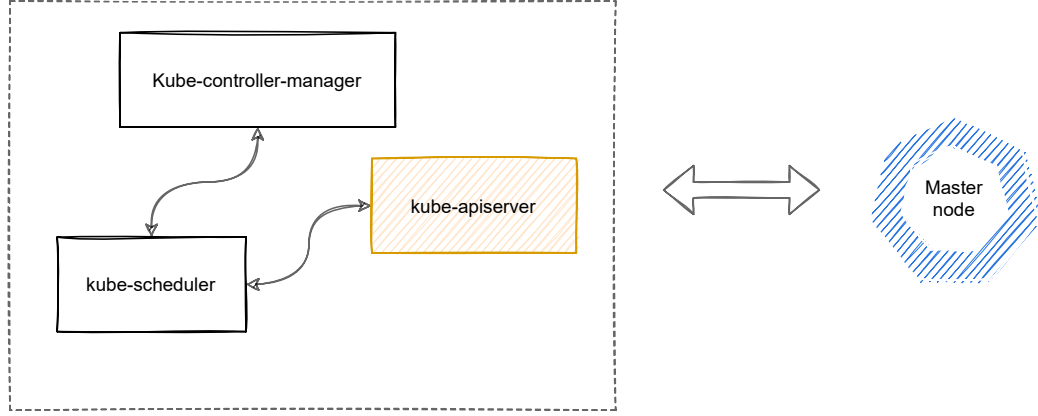 Kube-controller-manager
kube-apiserver
kube-scheduler
Master
node